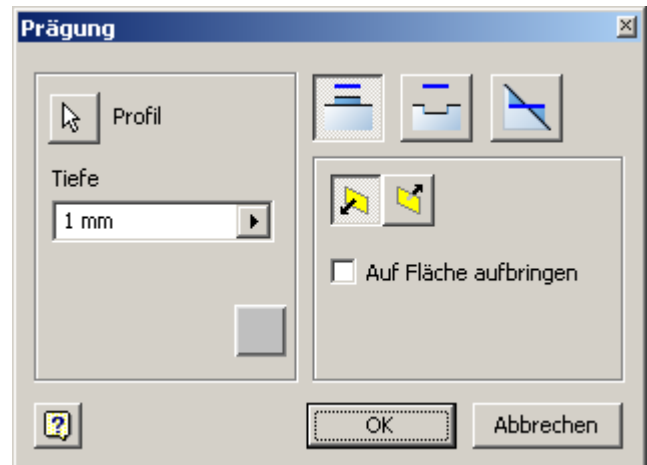 Prägung
Profil
Tiefe
1 mm
Auf Fläche aufbringen
OK
Abbrechen